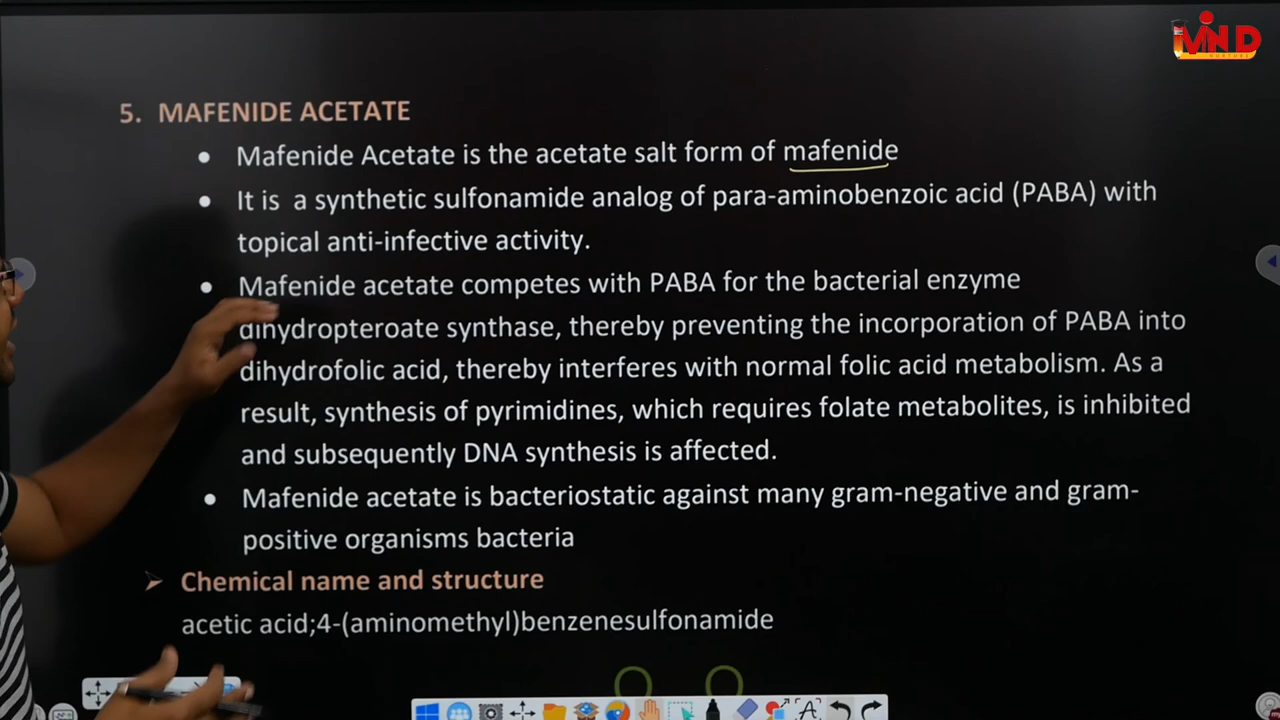 MIND
5. MAFENIDE ACETATE
• Mafenide Acetate is the acetate salt form of mafenide
• It is a synthetic sulfonamide analog of para-aminobenzoic acid (PABA) with
topical anti-infective activity.
• Mafenide acetate competes with PABA for the bacterial enzyme
dihydropteroate synthase, thereby preventing the incorporation of PABA into
dihydrofolic acid, thereby interferes with normal folic acid metabolism. As a
result, synthesis of pyrimidines, which requires folate metabolites, is inhibited
and subsequently DNA synthesis is affected.
• Mafenide acetate is bacteriostatic against many gram-negative and gram-
positive organisms bacteria
➢ Chemical name and structure
acetic acid;4-(aminomethyl)benzenesulfonamide